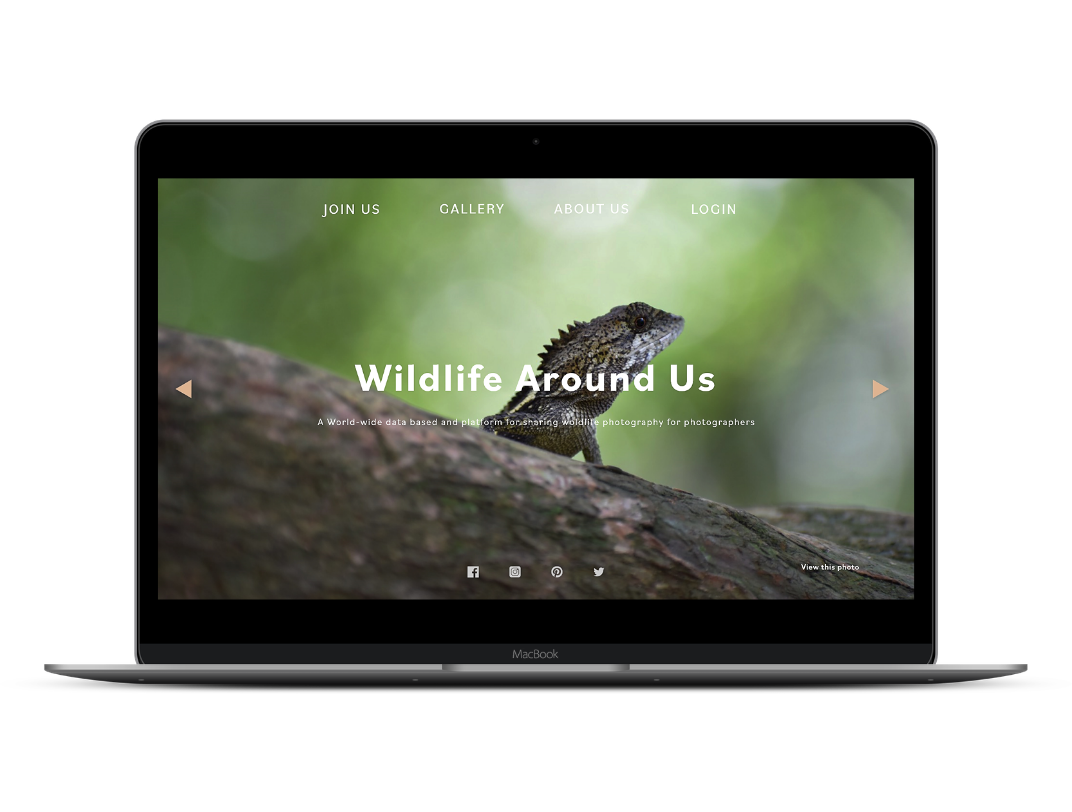 JOIN US GALLERY ABOUT US LOGIN
Wildlife Around Us
A World-wide data based and platform for sharing woldlife photography for photographers
View this photo
MacBook